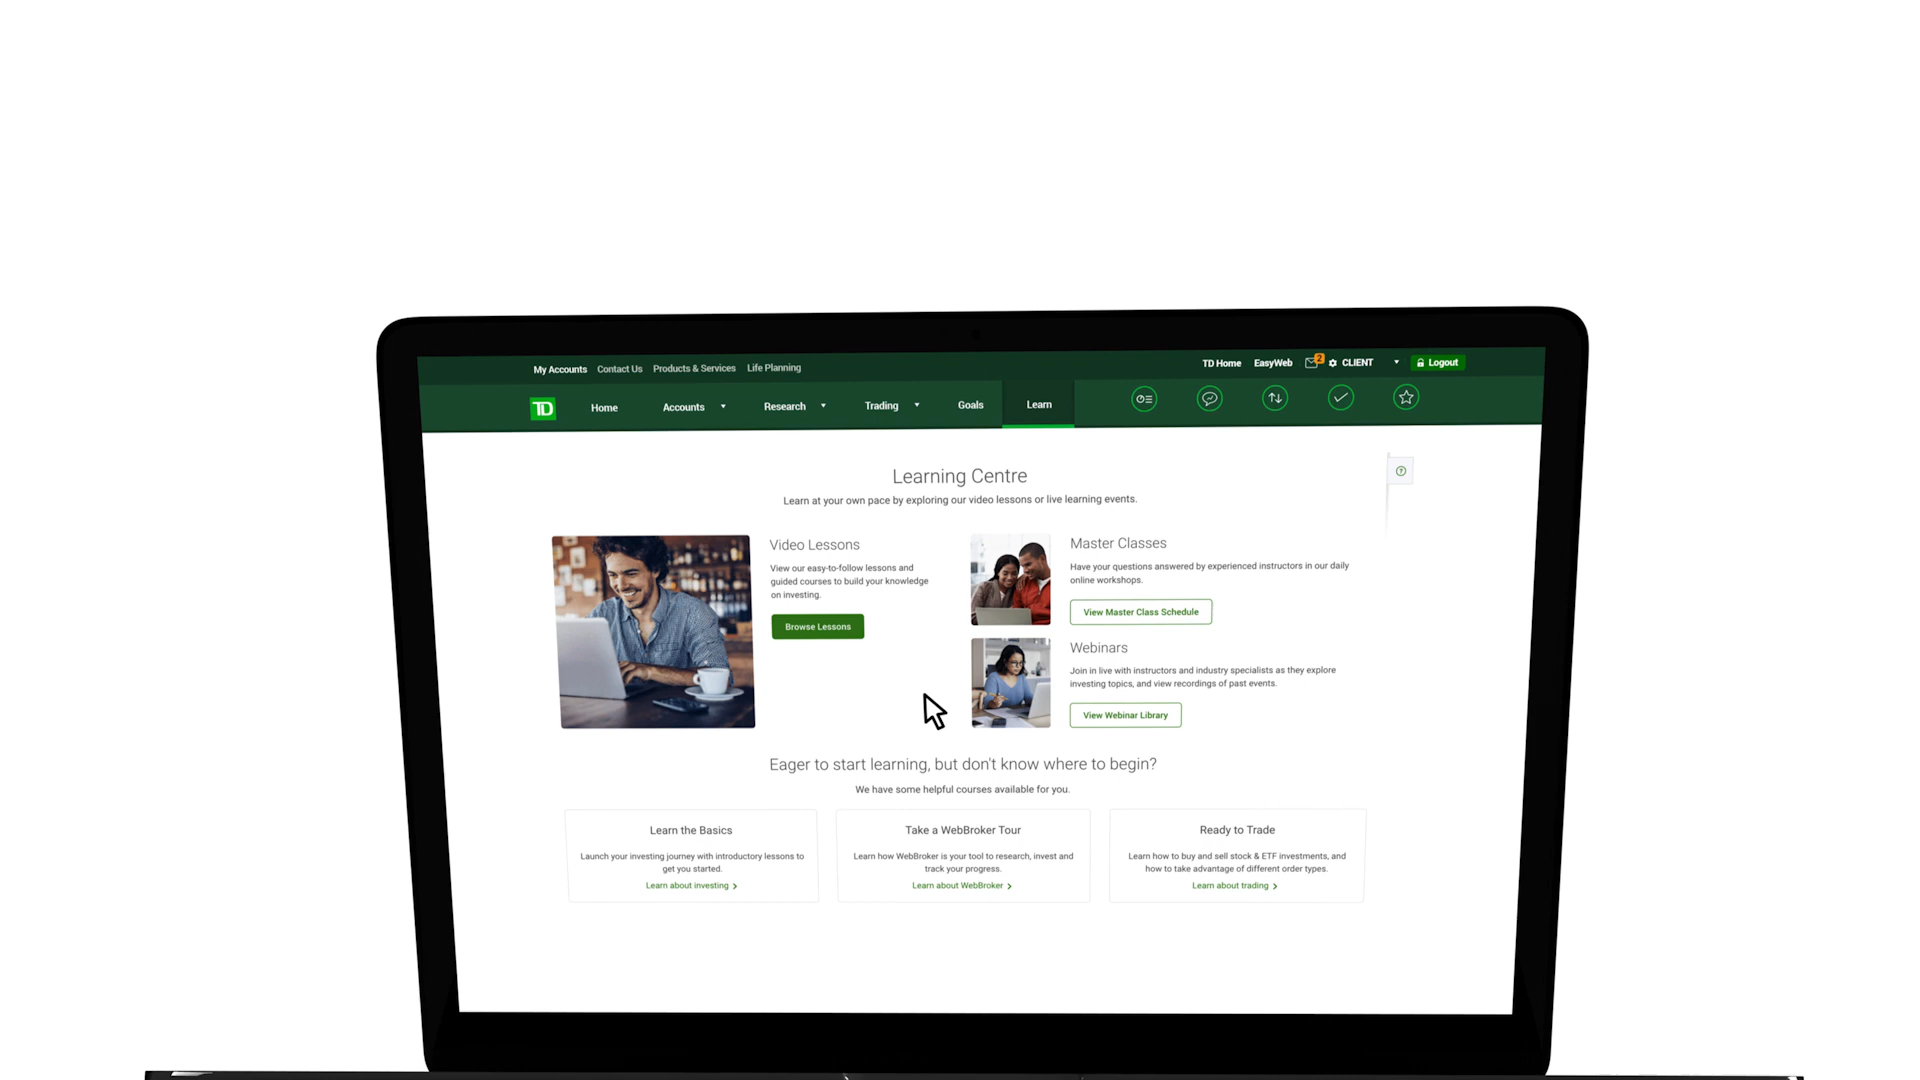 My Accounts Contact Us Products & Services Life Planning
TD Home EasyWeb 2 CLIENT Logout
TD Home Accounts Research Trading Goals Learn
Learning Centre
Learn at your own pace by exploring our video lessons or live learning events.
Video Lessons
View our easy-to-follow lessons and
guided courses to build your knowledge
on investing.
Browse Lessons
Master Classes
Have your questions answered by experienced instructors in our daily
online workshops.
View Master Class Schedule
Webinars
Join in live with instructors and industry specialists as they explore
investing topics, and view recordings of past events.
View Webinar Library
Eager to start learning, but don't know where to begin?
We have some helpful courses available for you.
Learn the Basics
Launch your investing journey with introductory lessons to
get you started.
Learn about investing
Take a WebBroker Tour
Learn how WebBroker is your tool to research, invest and
track your progress.
Learn about WebBroker
Ready to Trade
Learn how to buy and sell stock & ETF investments, and
how to take advantage of different order types.
Learn about trading